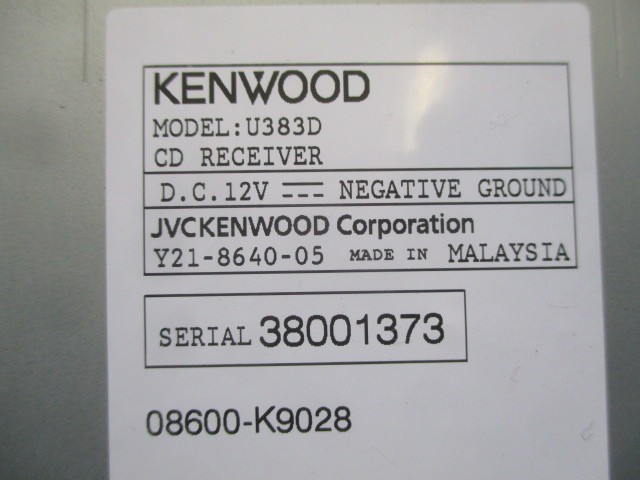 KENWOOD
MODEL:U383D
CD RECEIVER
D.C.12V ⎓ NEGATIVE GROUND
JVCKENWOOD Corporation
Y21-8640-05 MADE IN MALAYSIA
SERIAL 38001373
08600-K9028